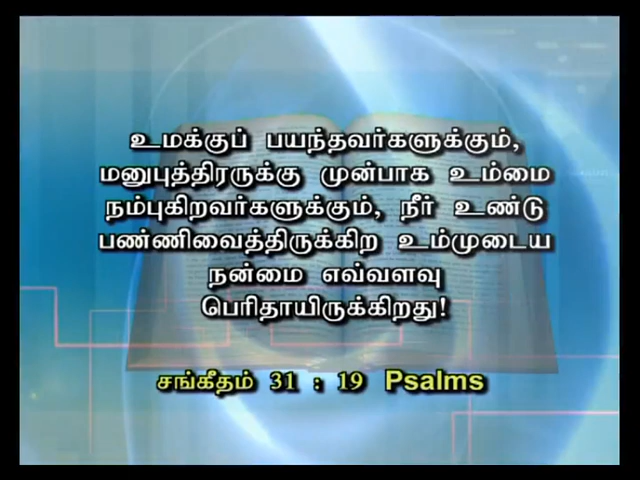 உமக்குப் பயந்தவர்களுக்கும்,
மனுபுத்திரருக்கு முன்பாக உம்மை
நம்புகிறவர்களுக்கும், நீர் உண்டு
பண்ணிவைத்திருக்கிற உம்முடைய
நன்மை எவ்வளவு
பெரிதாயிருக்கிறது!
சங்கீதம் 31 : 19 Psalms